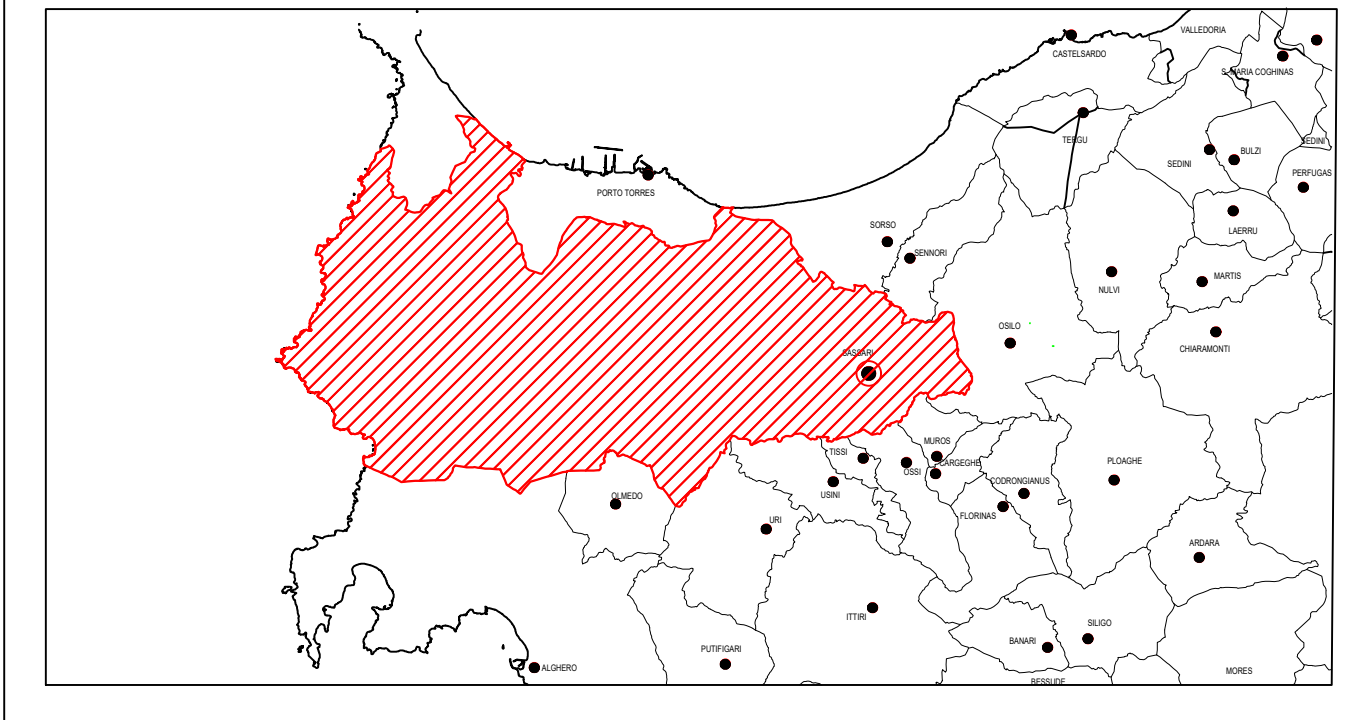 VALLEDORIA
CASTELSARDO
S. MARIA COGHINAS
TERGU
SEDINI
BULZI
SEDINI
PERFUGAS
PORTO TORRES
LAERRU
SORSO
SENNORI
MARTIS
NULVI
OSILO
CHIARAMONTI
SASSARI
MUROS
TISSI
OSSI
CARGEGHE
PLOAGHE
CODRONGIANUS
USINI
OLMEDO
FLORINAS
URI
ARDARA
ITTIRI
SILIGO
BANARI
PUTIFIGARI
ALGHERO
MORES
BESSUDE